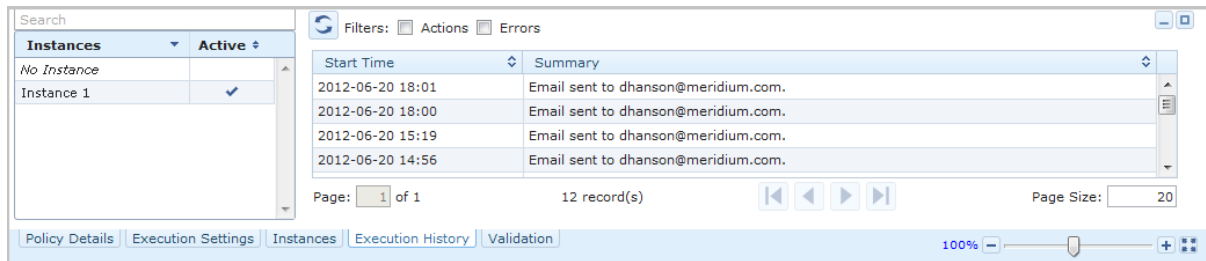 Search
Instances Active
No Instance
Instance 1
Filters: Actions Errors
Start Time Summary
2012-06-20 18:01 Email sent to dhanson@meridium.com.
2012-06-20 18:00 Email sent to dhanson@meridium.com.
2012-06-20 15:19 Email sent to dhanson@meridium.com.
2012-06-20 14:56 Email sent to dhanson@meridium.com.
Page: 1 of 1 12 record(s) Page Size: 20
Policy Details Execution Settings Instances Execution History Validation
100%